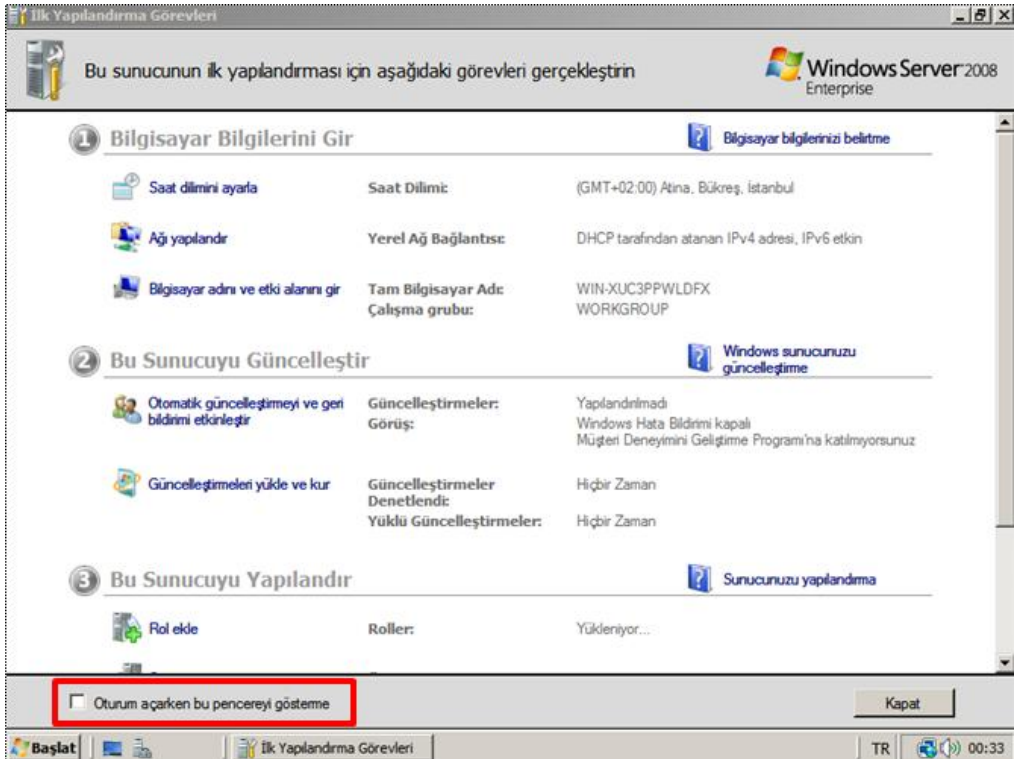 İlk Yapılandırma Görevleri
Bu sunucunun ilk yapılandırması için aşağıdaki görevleri gerçekleştirin
Windows Server 2008
Enterprise
1 Bilgisayar Bilgilerini Gir
Bilgisayar bilgilerinizi belirtme
Saat dilimini ayarla
Saat Dilimi:
(GMT+02:00) Atina, Bükreş, İstanbul
Ağı yapılandır
Yerel Ağ Bağlantısı:
DHCP tarafından atanan IPv4 adresi, IPv6 etkin
Bilgisayar adını ve etki alanını gir
Tam Bilgisayar Adı:
WIN-XUC3PPWLDFX
Çalışma grubu:
WORKGROUP
2 Bu Sunucuyu Güncelleştir
Windows sunucunuzu
güncelleştirme
Otomatik güncelleştirmeyi ve geri
bildirimi etkinleştir
Güncelleştirmeler:
Yapılandırılmadı
Görüş:
Windows Hata Bildirimi kapalı
Müşteri Deneyimini Geliştirme Programı'na katılmıyorsunuz
Güncelleştirmeleri yükle ve kur
Güncelleştirmeler
Denetlendi:
Hiçbir Zaman
Yüklü Güncelleştirmeler:
Hiçbir Zaman
3 Bu Sunucuyu Yapılandır
Sunucunuzu yapılandırma
Rol ekle
Roller:
Yükleniyor...
Oturum açarken bu pencereyi gösterme
Kapat
Başlat
İlk Yapılandırma Görevleri
TR
00:33